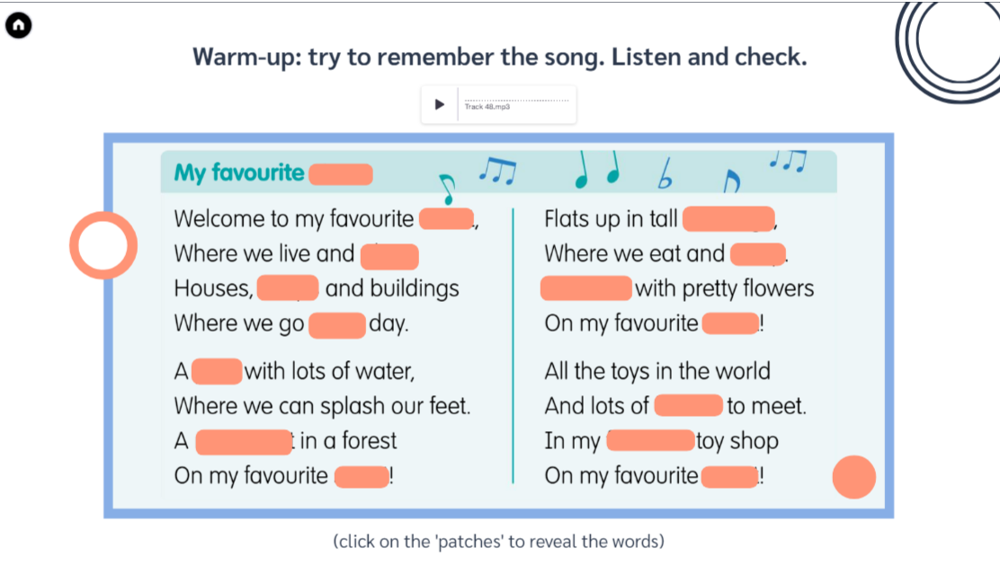 Warm-up: try to remember the song. Listen and check.
Track 48.mp3
My favourite
Welcome to my favourite ,
Where we live and
Houses, and buildings
Where we go day.
A with lots of water,
Where we can splash our feet.
A in a forest
On my favourite !
Flats up in tall ,
Where we eat and .
with pretty flowers
On my favourite !
All the toys in the world
And lots of to meet.
In my toy shop
On my favourite !
(click on the 'patches' to reveal the words)